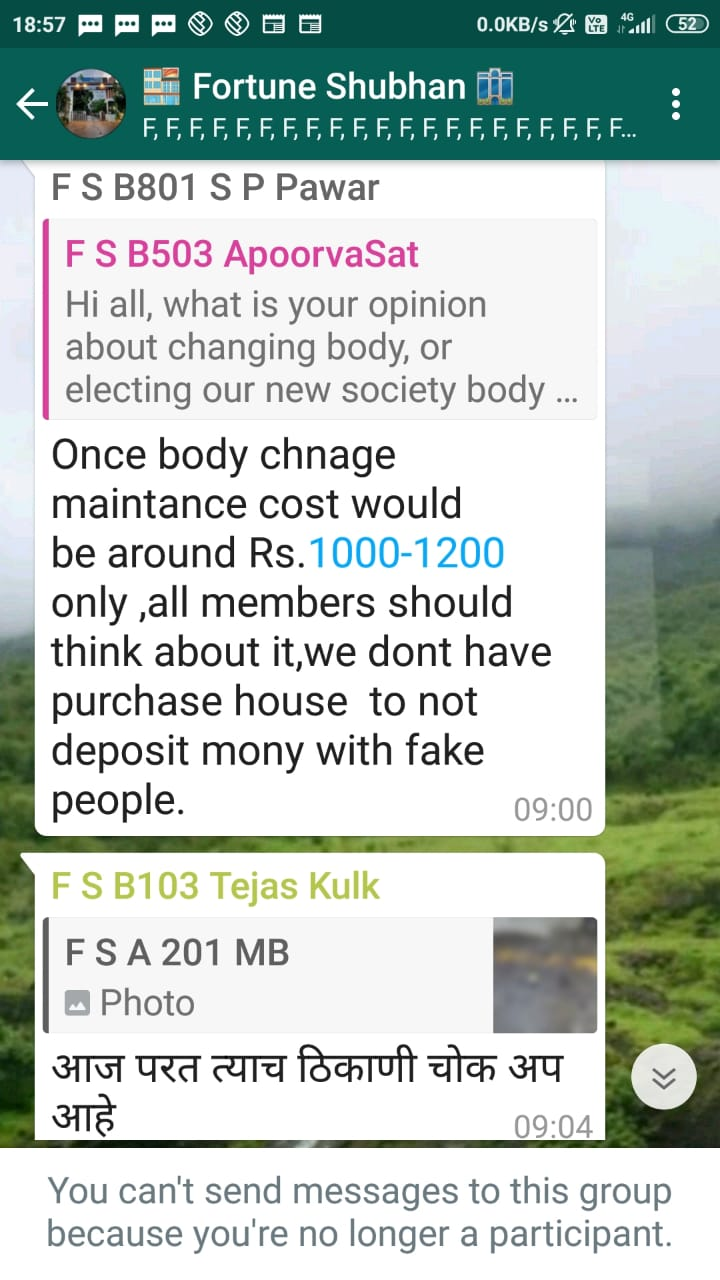 18:57 0.0KB/s Vo LTE 4G 52
Fortune Shubhan
F, F, F, F, F, F, F, F, F, F, F, F, F, F, F, F, F, F, F, F, F...
F S B801 S P Pawar
F S B503 ApoorvaSat
Hi all, what is your opinion
about changing body, or
electing our new society body ...
Once body chnage
maintance cost would
be around Rs.1000-1200
only ,all members should
think about it,we dont have
purchase house  to not
deposit mony with fake
people.
09:00
F S B103 Tejas Kulk
F S A 201 MB
Photo
आज परत त्याच ठिकाणी चोक अप
आहे
09:04
You can't send messages to this group
because you're no longer a participant.